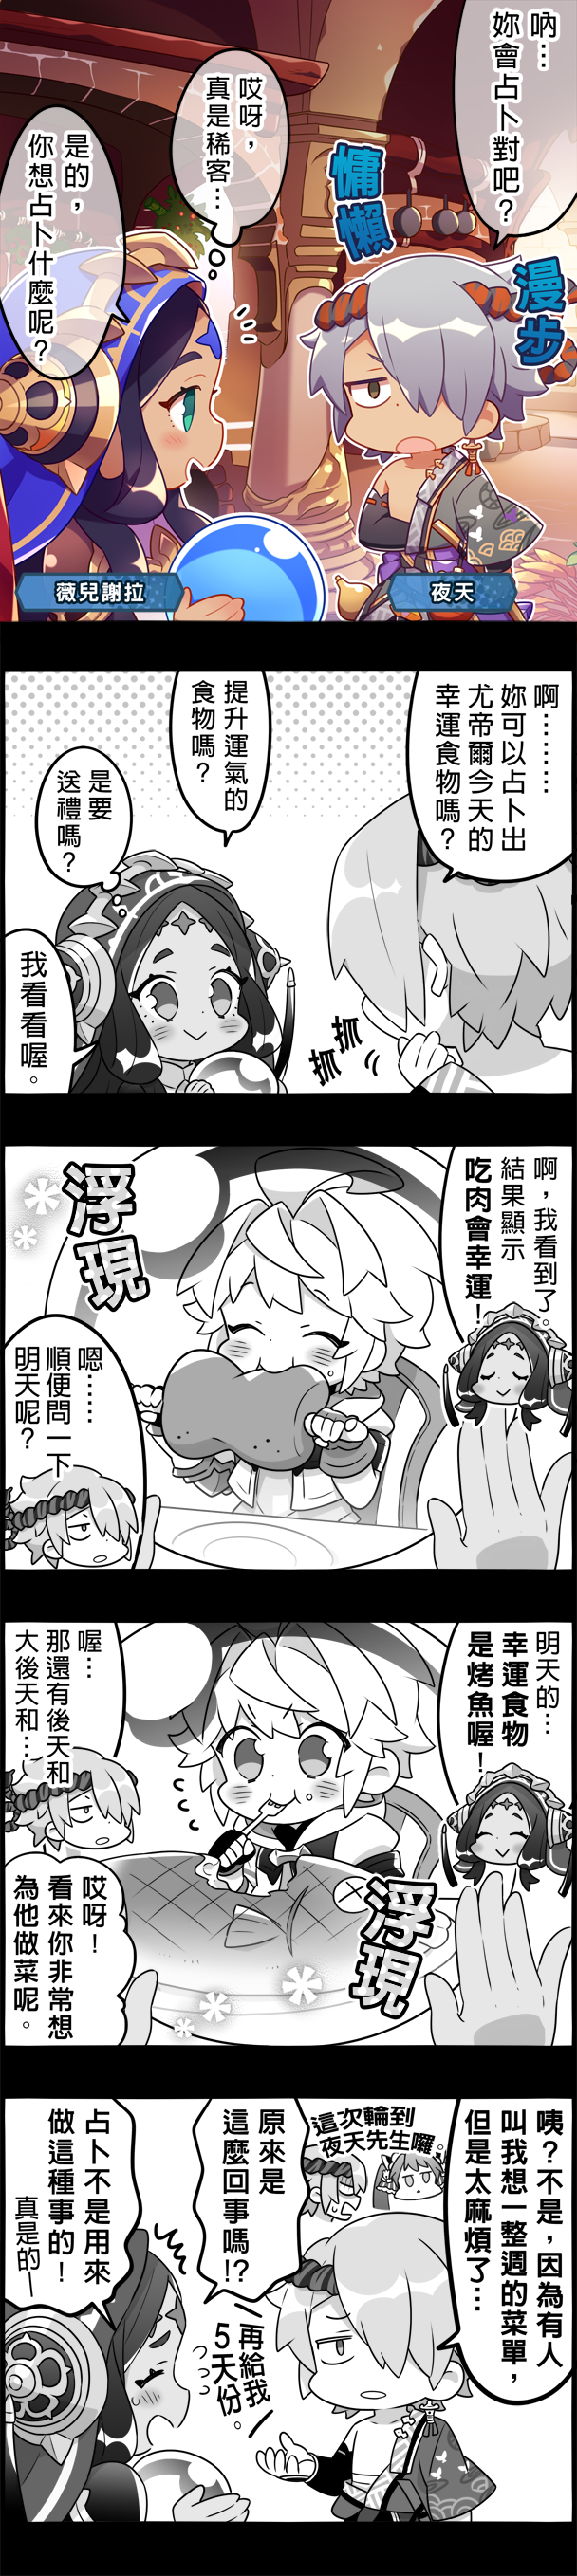 吶…
妳會占卜對吧？
慵懶
漫步
哎呀，
真是稀客…
是的，
你想占卜什麼呢？
薇兒謝拉
夜天
啊………
妳可以占卜出
尤帝爾今天的
幸運食物嗎？
提升運氣的
食物嗎？
是要
送禮嗎？
抓
抓
我看看喔。
啊，我看到了。
結果顯示
吃肉會幸運！
浮現
嗯……
順便問一下
明天呢？
明天的…
幸運食物
是烤魚喔！
喔…
那還有後天和
大後天和…
浮現
哎呀！
看來你非常想
為他做菜呢。
咦？不是，因為有人
叫我想一整週的菜單，
但是太麻煩了…
這次輪到
夜天先生囉。
原來是
這麼回事嗎!?
再給我
5天份。
占卜不是用來
做這種事的！
真是的—